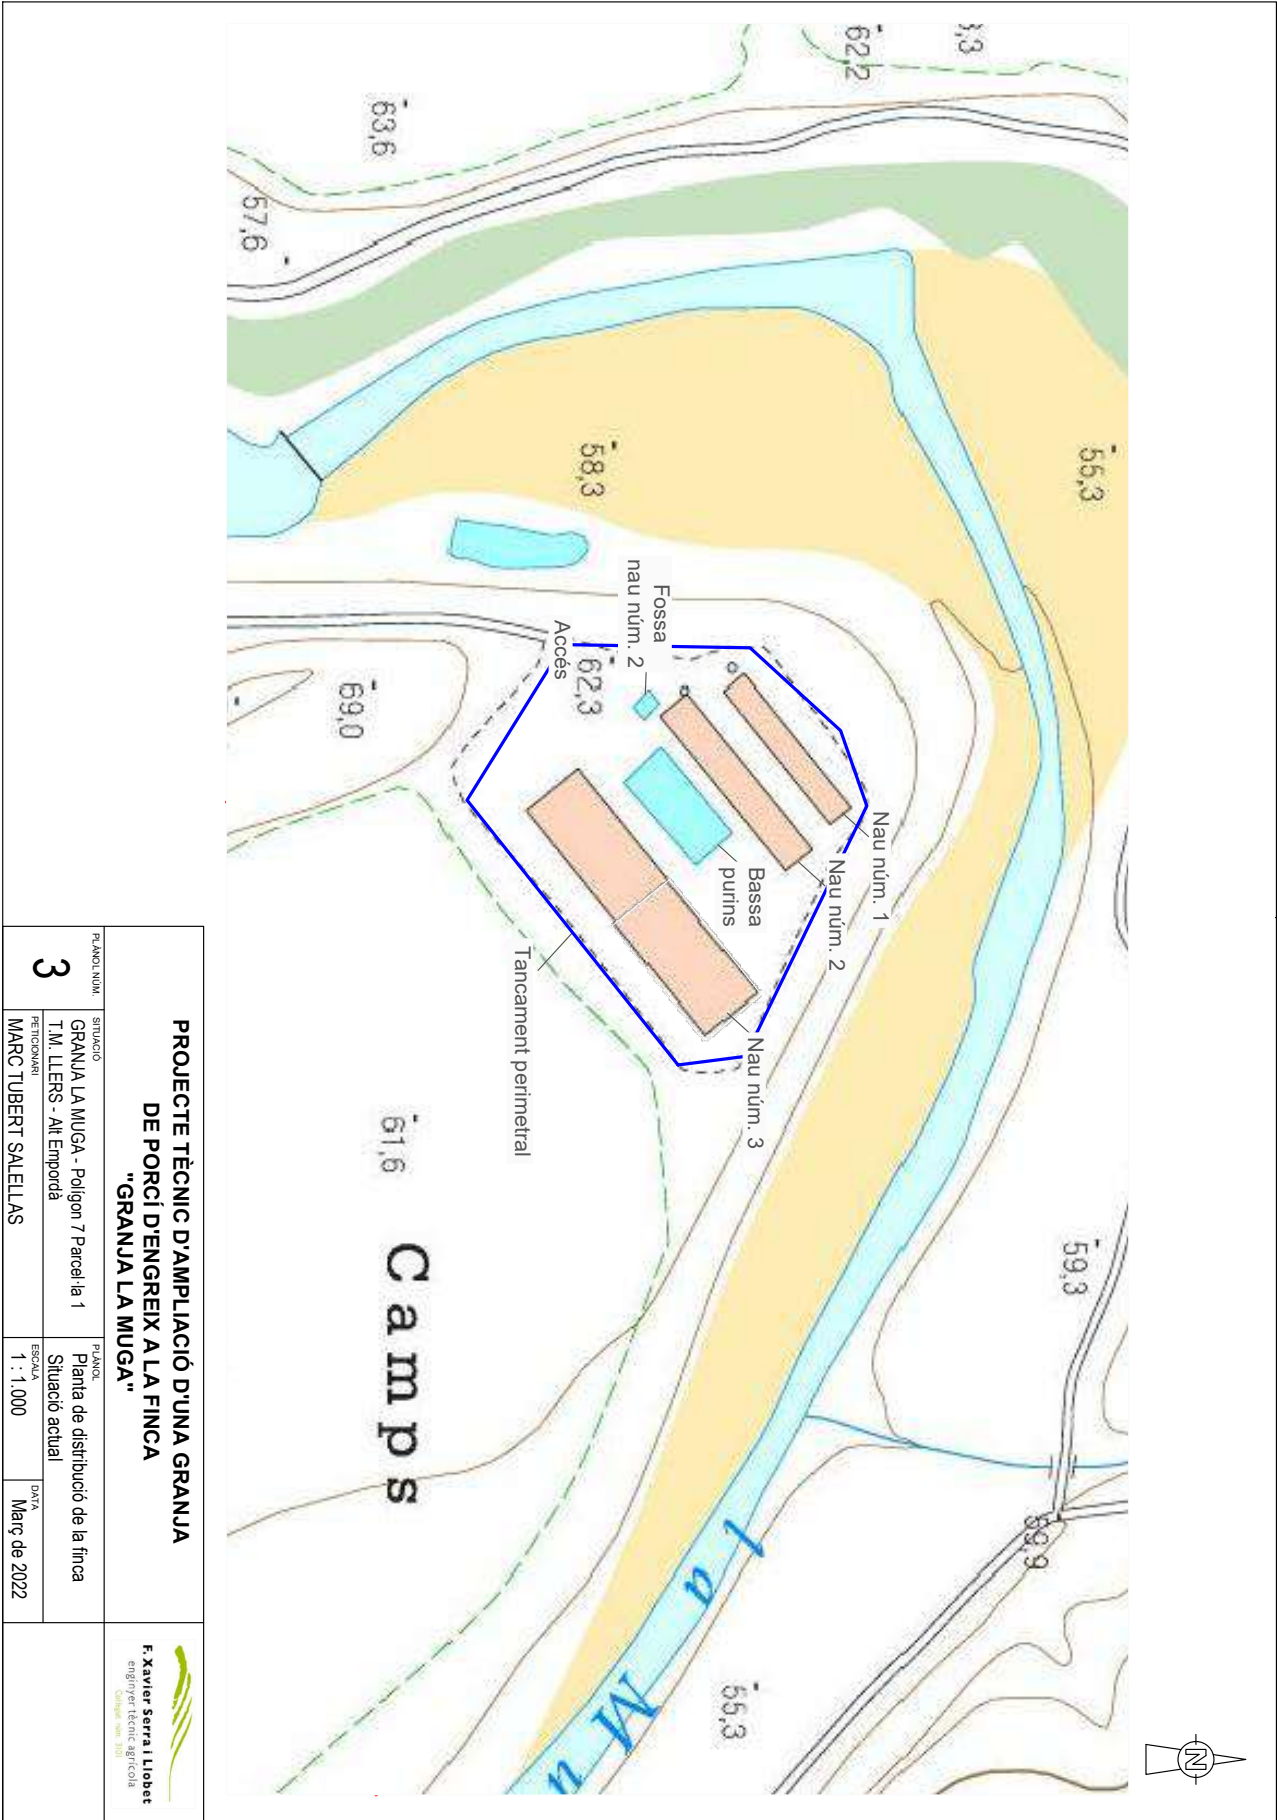 63,6
57,6
62,2
3,3
58,3
55,3
69,0
62,3
Accés
Fossa
nau núm. 2
Nau núm. 1
Nau núm. 2
Bassa
purins
Nau núm. 3
Tancament perimetral
61,6
Camps
59,3
59,9
55,3
la Mu
N
PROJECTE TÈCNIC D'AMPLIACIÓ D'UNA GRANJA
DE PORCÍ D'ENGREIX A LA FINCA
"GRANJA LA MUGA"
PLÀNOL NÚM.
3
SITUACIÓ
GRANJA LA MUGA - Polígon 7 Parcel·la 1
T.M. LLERS - Alt Empordà
PETICIONARI
MARC TUBERT SALELLAS
PLÀNOL
Planta de distribució de la finca
Situació actual
ESCALA
1 : 1.000
DATA
Març de 2022
F. Xavier Serra i Llobet
enginyer tècnic agrícola